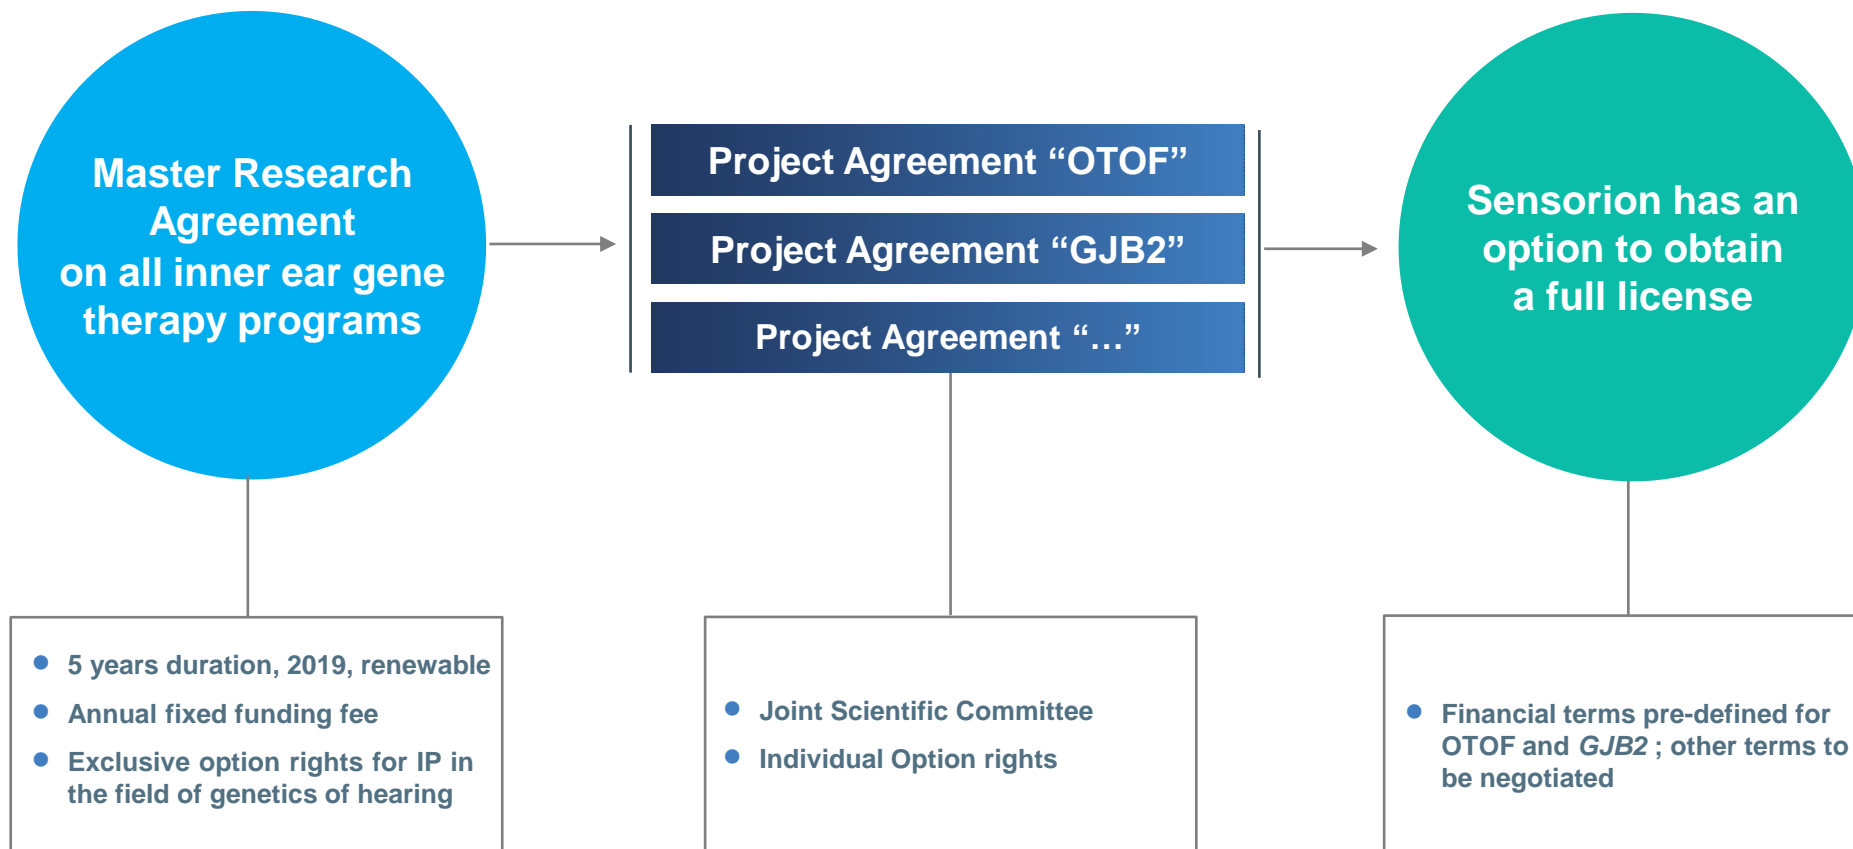 Master Research
Agreement
on all inner ear gene
therapy programs
Project Agreement “OTOF”
Project Agreement “GJB2”
Project Agreement “…”
Sensorion has an
option to obtain
a full license
• 5 years duration, 2019, renewable
• Annual fixed funding fee
• Exclusive option rights for IP in
the field of genetics of hearing
• Joint Scientific Committee
• Individual Option rights
• Financial terms pre-defined for
OTOF and GJB2 ; other terms to
be negotiated